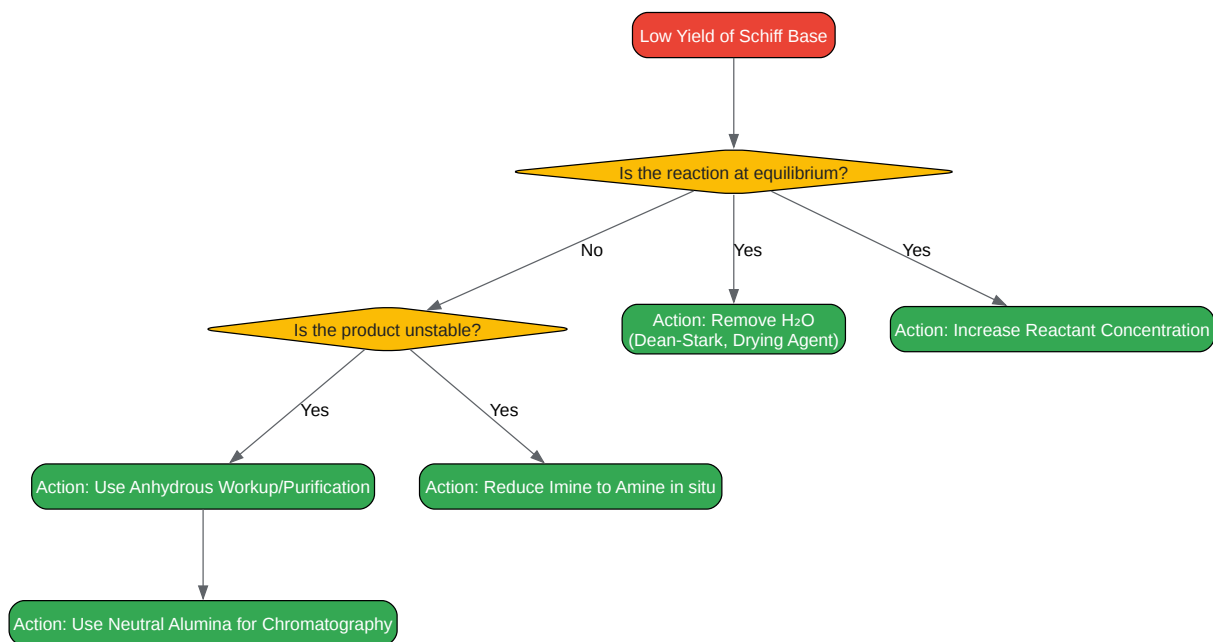 Low Yield of Schiff Base
Is the reaction at equilibrium?
No
Yes
Yes
Is the product unstable?
Action: Remove H₂O
(Dean-Stark, Drying Agent)
Action: Increase Reactant Concentration
Yes
Yes
Action: Use Anhydrous Workup/Purification
Action: Reduce Imine to Amine in situ
Action: Use Neutral Alumina for Chromatography